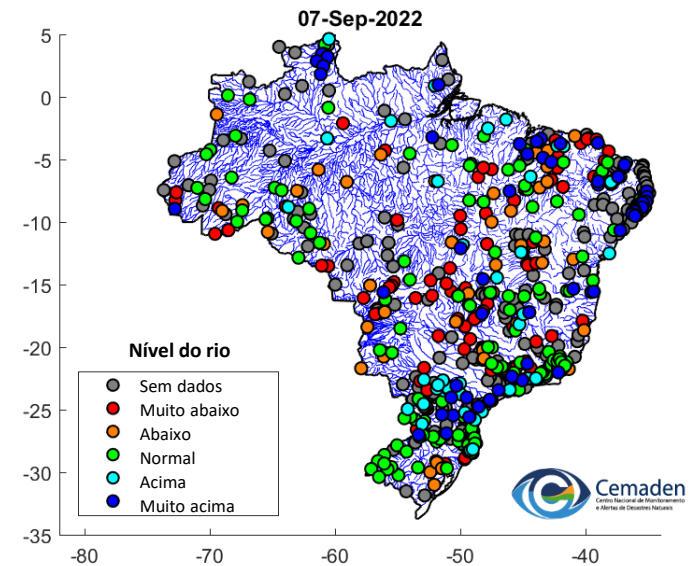 07-Sep-2022
5
0
-5
-10
-15
-20
-25
-30
-35
Nível do rio
Sem dados
Muito abaixo
Abaixo
Normal
Acima
Muito acima
Cemaden
Centro Nacional de Monitoramento
e Alertas de Desastres Naturais
-80
-70
-60
-50
-40